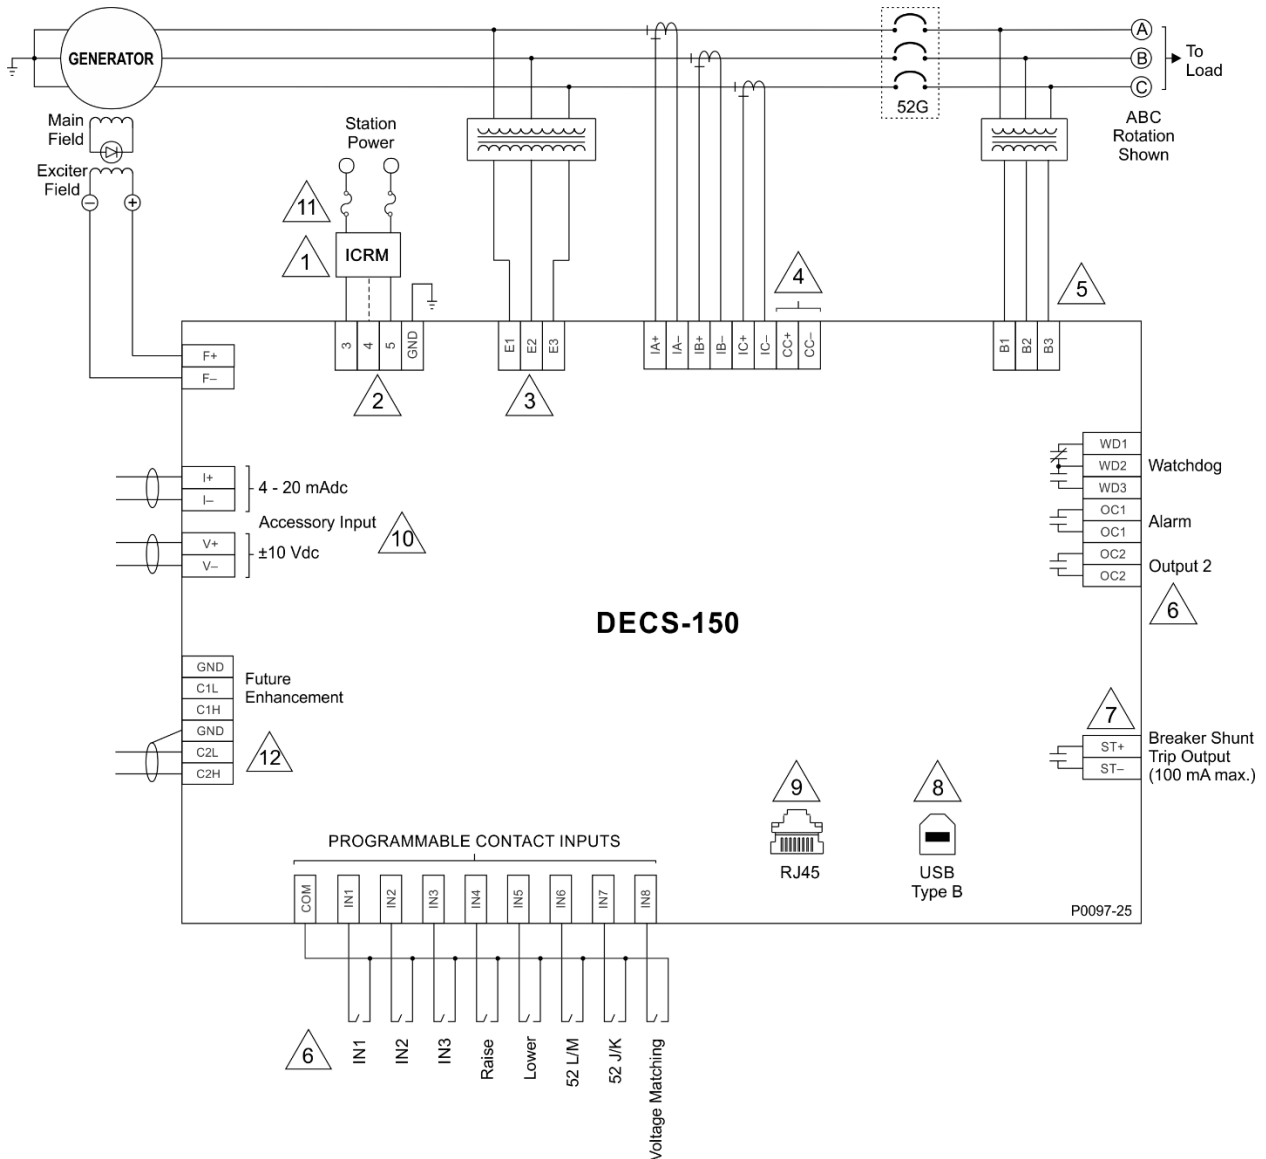 GENERATOR
A
B
C
To
Load
52G
ABC
Rotation
Shown
Main
Field
Exciter
Field
−
+
Station
Power
11
1
ICRM
4
5
3
4
5
GND
E1
E2
E3
IA+
IA–
IB+
IB–
IC+
IC–
CC+
CC–
B1
B2
B3
2
3
F+
F–
I+
I–
4 - 20 mAdc
Accessory Input
10
V+
V–
±10 Vdc
WD1
WD2
WD3
Watchdog
OC1
OC1
Alarm
OC2
OC2
Output 2
6
DECS-150
GND
C1L
C1H
Future
Enhancement
GND
C2L
C2H
12
7
ST+
ST–
Breaker Shunt
Trip Output
(100 mA max.)
9
RJ45
8
USB
Type B
PROGRAMMABLE CONTACT INPUTS
COM
IN1
IN2
IN3
IN4
IN5
IN6
IN7
IN8
P0097-25
6
IN1
IN2
IN3
Raise
Lower
52 L/M
52 J/K
Voltage Matching